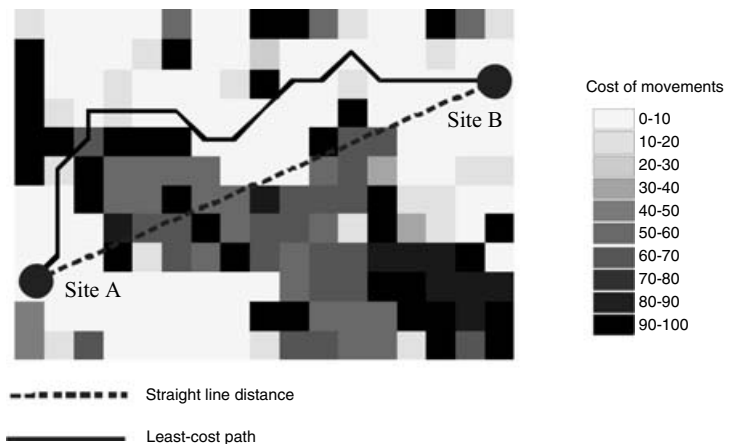 Site B
Site A
Cost of movements
0-10
10-20
20-30
30-40
40-50
50-60
60-70
70-80
80-90
90-100
Straight line distance
Least-cost path